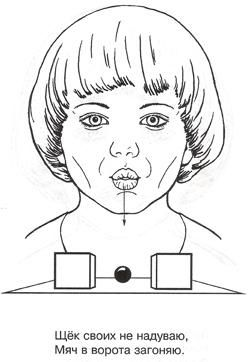 Щёк своих не надуваю,
Мяч в ворота загоняю.